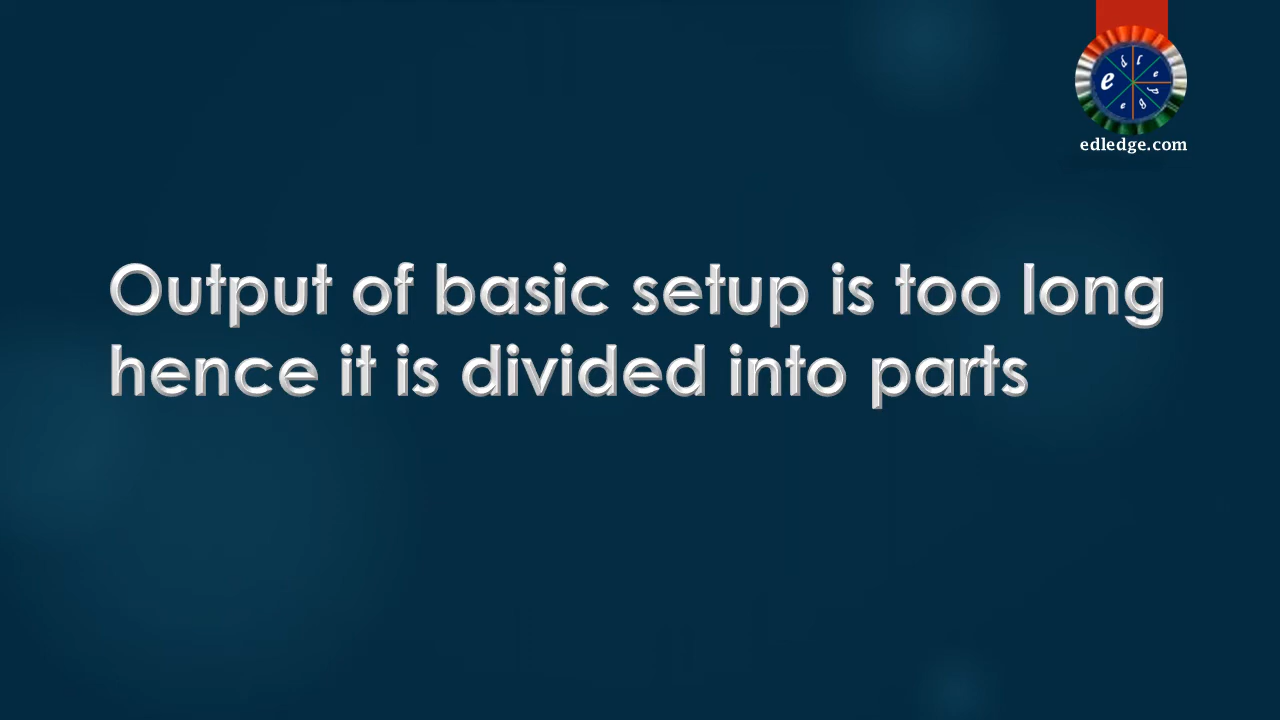 edledge.com
Output of basic setup is too long
hence it is divided into parts